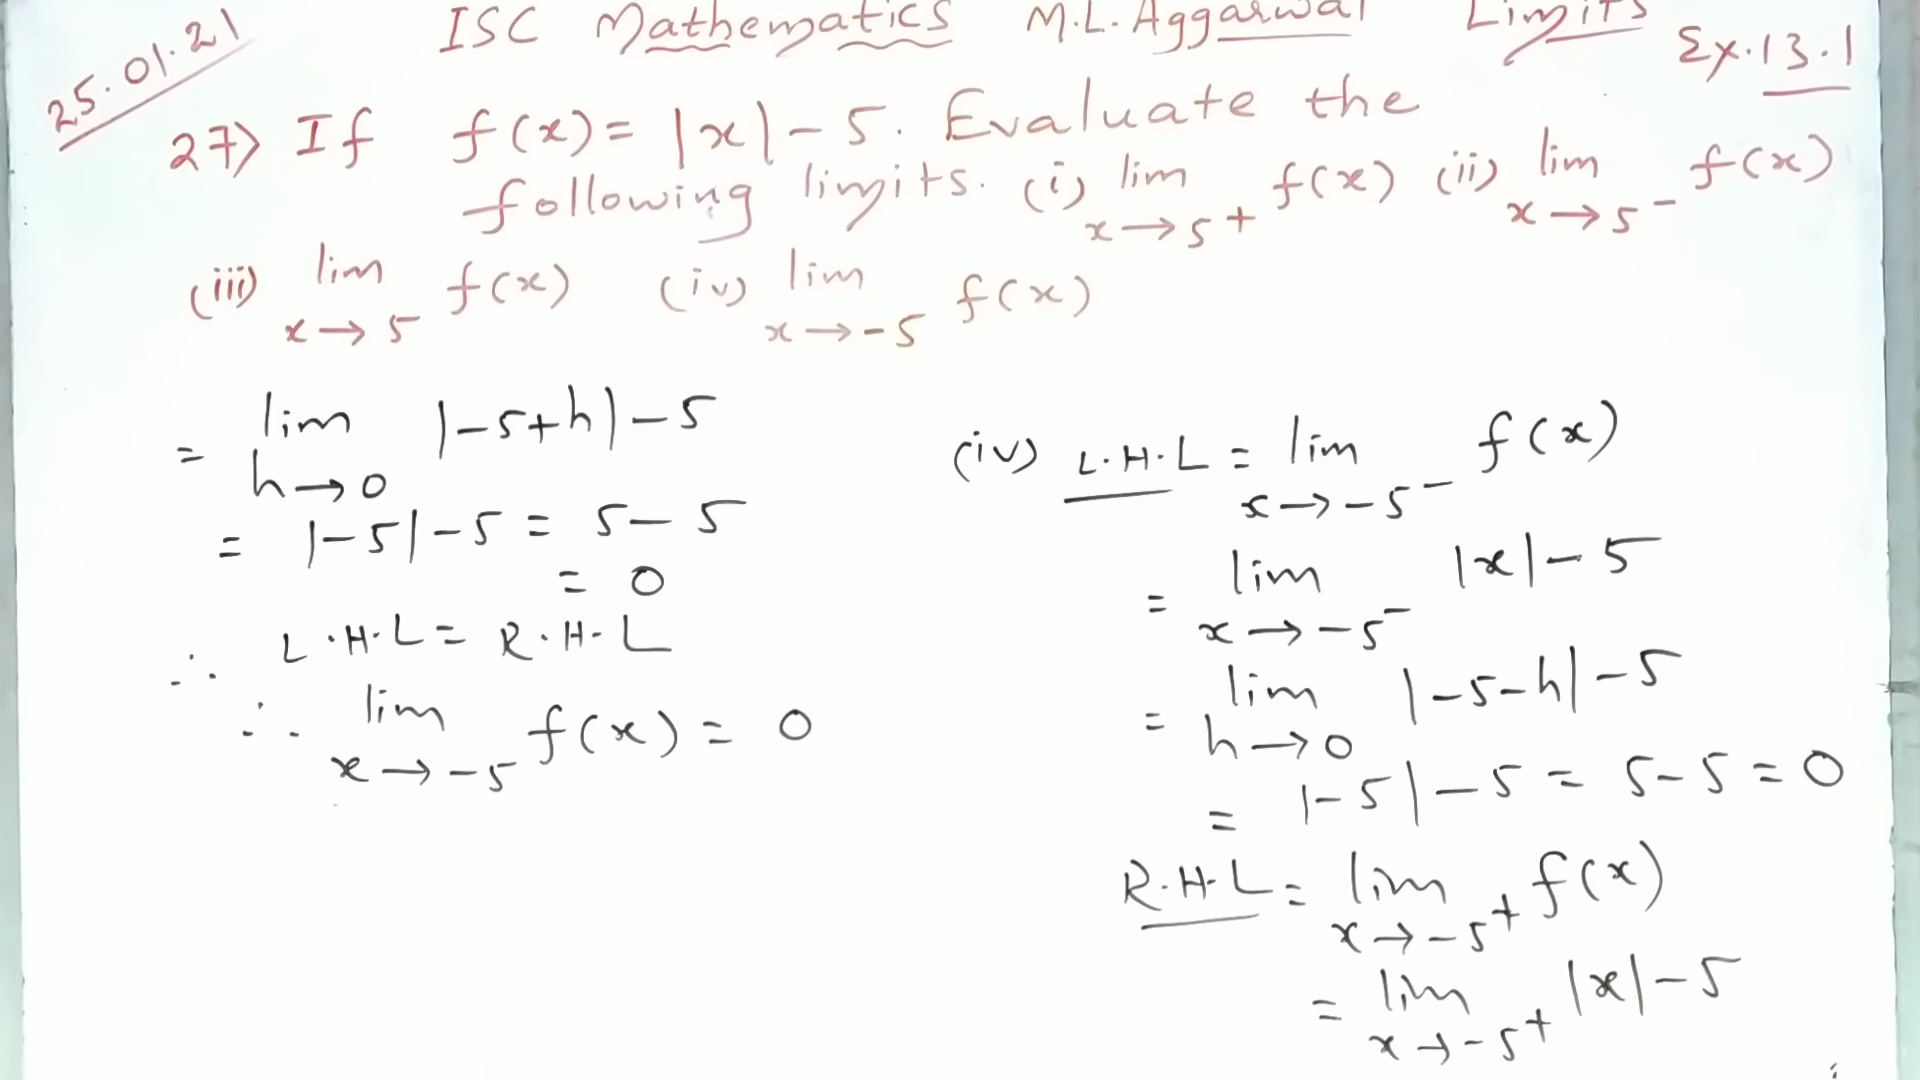 25.01.21
ISC Mathematics M.L. Aggarwal Limits
Ex.13.1
27) If f(x) = |x| - 5. Evaluate the
following limits. (i) lim x→5+ f(x) (ii) lim x→5- f(x)
(iii) lim x→5 f(x) (iv) lim x→-5 f(x)
(iv) L.H.L = lim x→-5- f(x)
= lim x→-5- |x| - 5
= lim h→0 |-5-h| - 5
= |-5| - 5 = 5 - 5 = 0
R.H.L = lim x→-5+ f(x)
= lim x→-5+ |x| - 5
= lim h→0 |-5+h| - 5
= |-5| - 5 = 5 - 5
= 0
∴ L.H.L = R.H.L
∴ lim x→-5 f(x) = 0